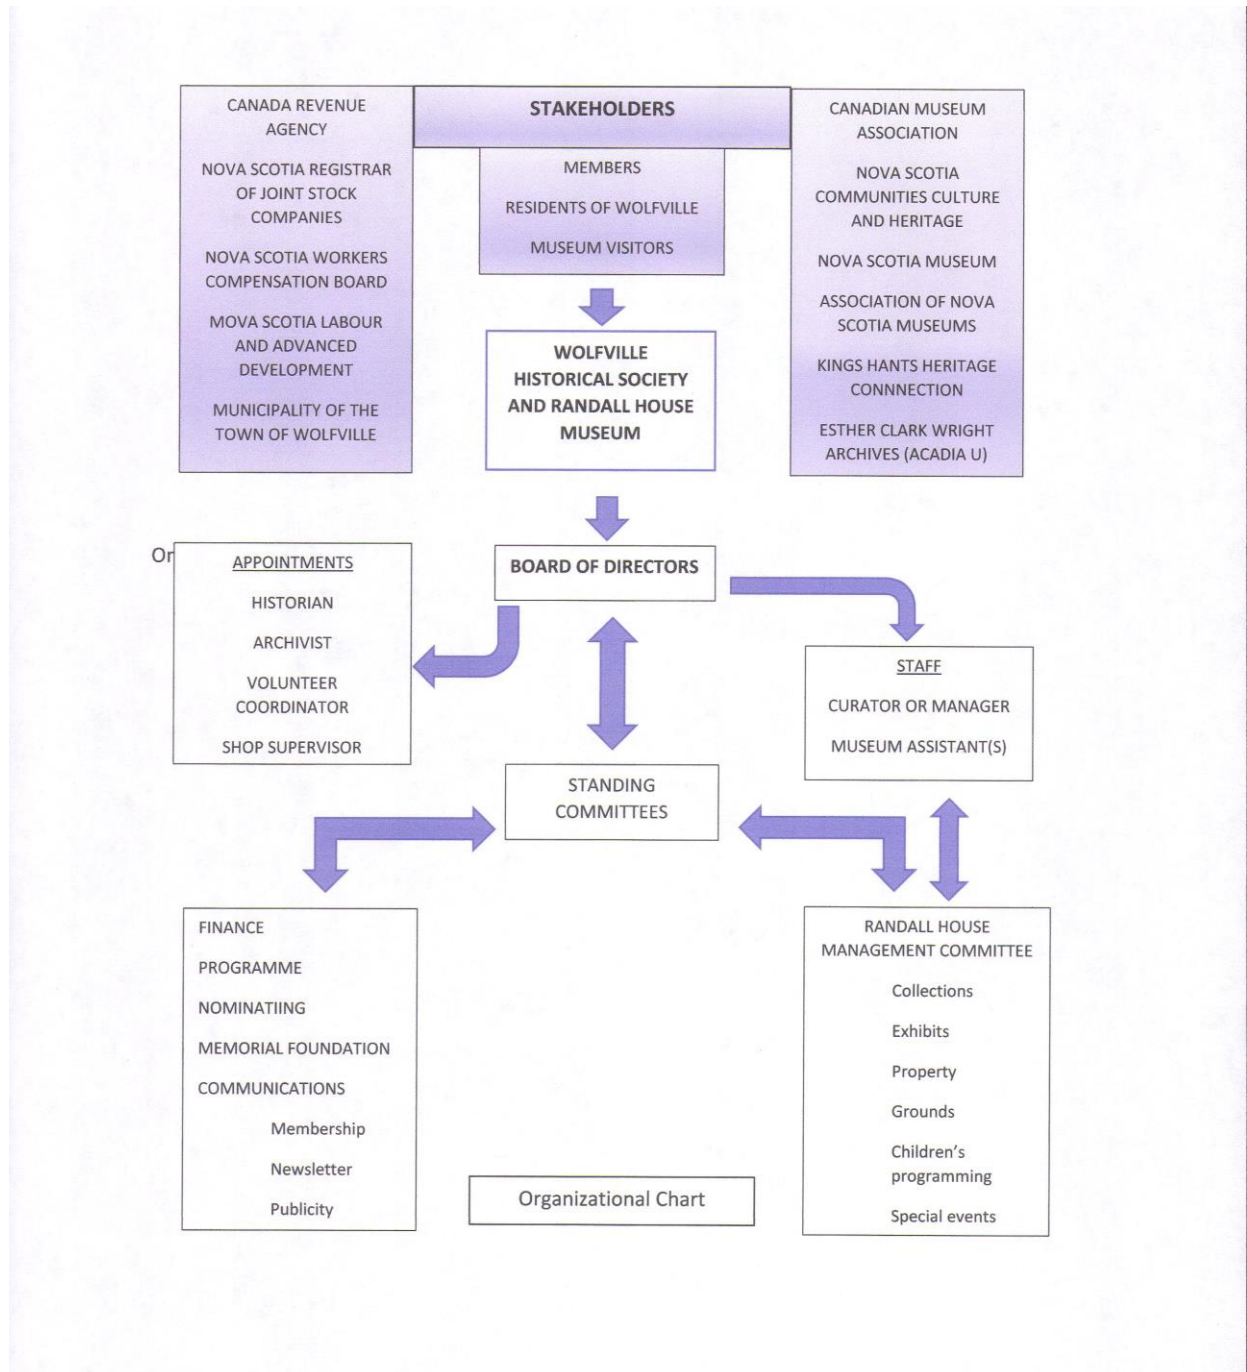 STAKEHOLDERS
CANADA REVENUE
AGENCY
NOVA SCOTIA REGISTRAR
OF JOINT STOCK
COMPANIES
NOVA SCOTIA WORKERS
COMPENSATION BOARD
MOVA SCOTIA LABOUR
AND ADVANCED
DEVELOPMENT
MUNICIPALITY OF THE
TOWN OF WOLFVILLE
MEMBERS
RESIDENTS OF WOLFVILLE
MUSEUM VISITORS
CANADIAN MUSEUM
ASSOCIATION
NOVA SCOTIA
COMMUNITIES CULTURE
AND HERITAGE
NOVA SCOTIA MUSEUM
ASSOCIATION OF NOVA
SCOTIA MUSEUMS
KINGS HANTS HERITAGE
CONNNECTION
ESTHER CLARK WRIGHT
ARCHIVES (ACADIA U)
WOLFVILLE
HISTORICAL SOCIETY
AND RANDALL HOUSE
MUSEUM
Or
APPOINTMENTS
HISTORIAN
ARCHIVIST
VOLUNTEER
COORDINATOR
SHOP SUPERVISOR
BOARD OF DIRECTORS
STAFF
CURATOR OR MANAGER
MUSEUM ASSISTANT(S)
STANDING
COMMITTEES
FINANCE
PROGRAMME
NOMINATIING
MEMORIAL FOUNDATION
COMMUNICATIONS
Membership
Newsletter
Publicity
RANDALL HOUSE
MANAGEMENT COMMITTEE
Collections
Exhibits
Property
Grounds
Children's
programming
Special events
Organizational Chart